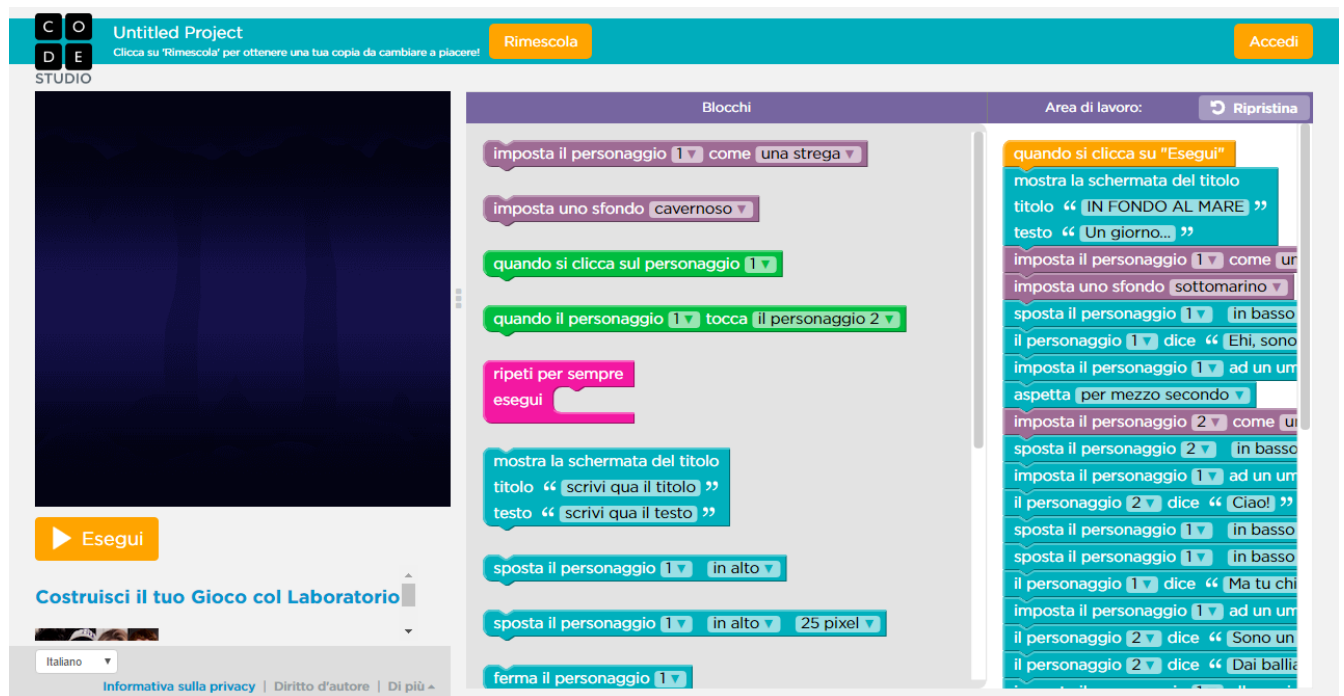 CODE
STUDIO
Untitled Project
Clicca su 'Rimescola' per ottenere una tua copia da cambiare a piacere!
Rimescola
Accedi
Esegui
Costruisci il tuo Gioco col Laboratorio
Italiano
Informativa sulla privacy | Diritto d'autore | Di più
Blocchi
imposta il personaggio 1 come una strega
imposta uno sfondo cavernoso
quando si clicca sul personaggio 1
quando il personaggio 1 tocca il personaggio 2
ripeti per sempre
esegui
mostra la schermata del titolo
titolo “ scrivi qua il titolo ”
testo “ scrivi qua il testo ”
sposta il personaggio 1 in alto
sposta il personaggio 1 in alto 25 pixel
ferma il personaggio 1
Area di lavoro:
Ripristina
quando si clicca su "Esegui"
mostra la schermata del titolo
titolo “ IN FONDO AL MARE ”
testo “ Un giorno... ”
imposta il personaggio 1 come
imposta uno sfondo sottomarino
sposta il personaggio 1 in basso
il personaggio 1 dice “ Ehi, sono
imposta il personaggio 1 ad un um
aspetta per mezzo secondo
imposta il personaggio 2 come
sposta il personaggio 2 in basso
imposta il personaggio 1 ad un um
il personaggio 2 dice “ Ciao! ”
sposta il personaggio 1 in basso
sposta il personaggio 1 in basso
il personaggio 1 dice “ Ma tu chi
imposta il personaggio 1 ad un um
il personaggio 2 dice “ Sono un
il personaggio 2 dice “ Dai ballia